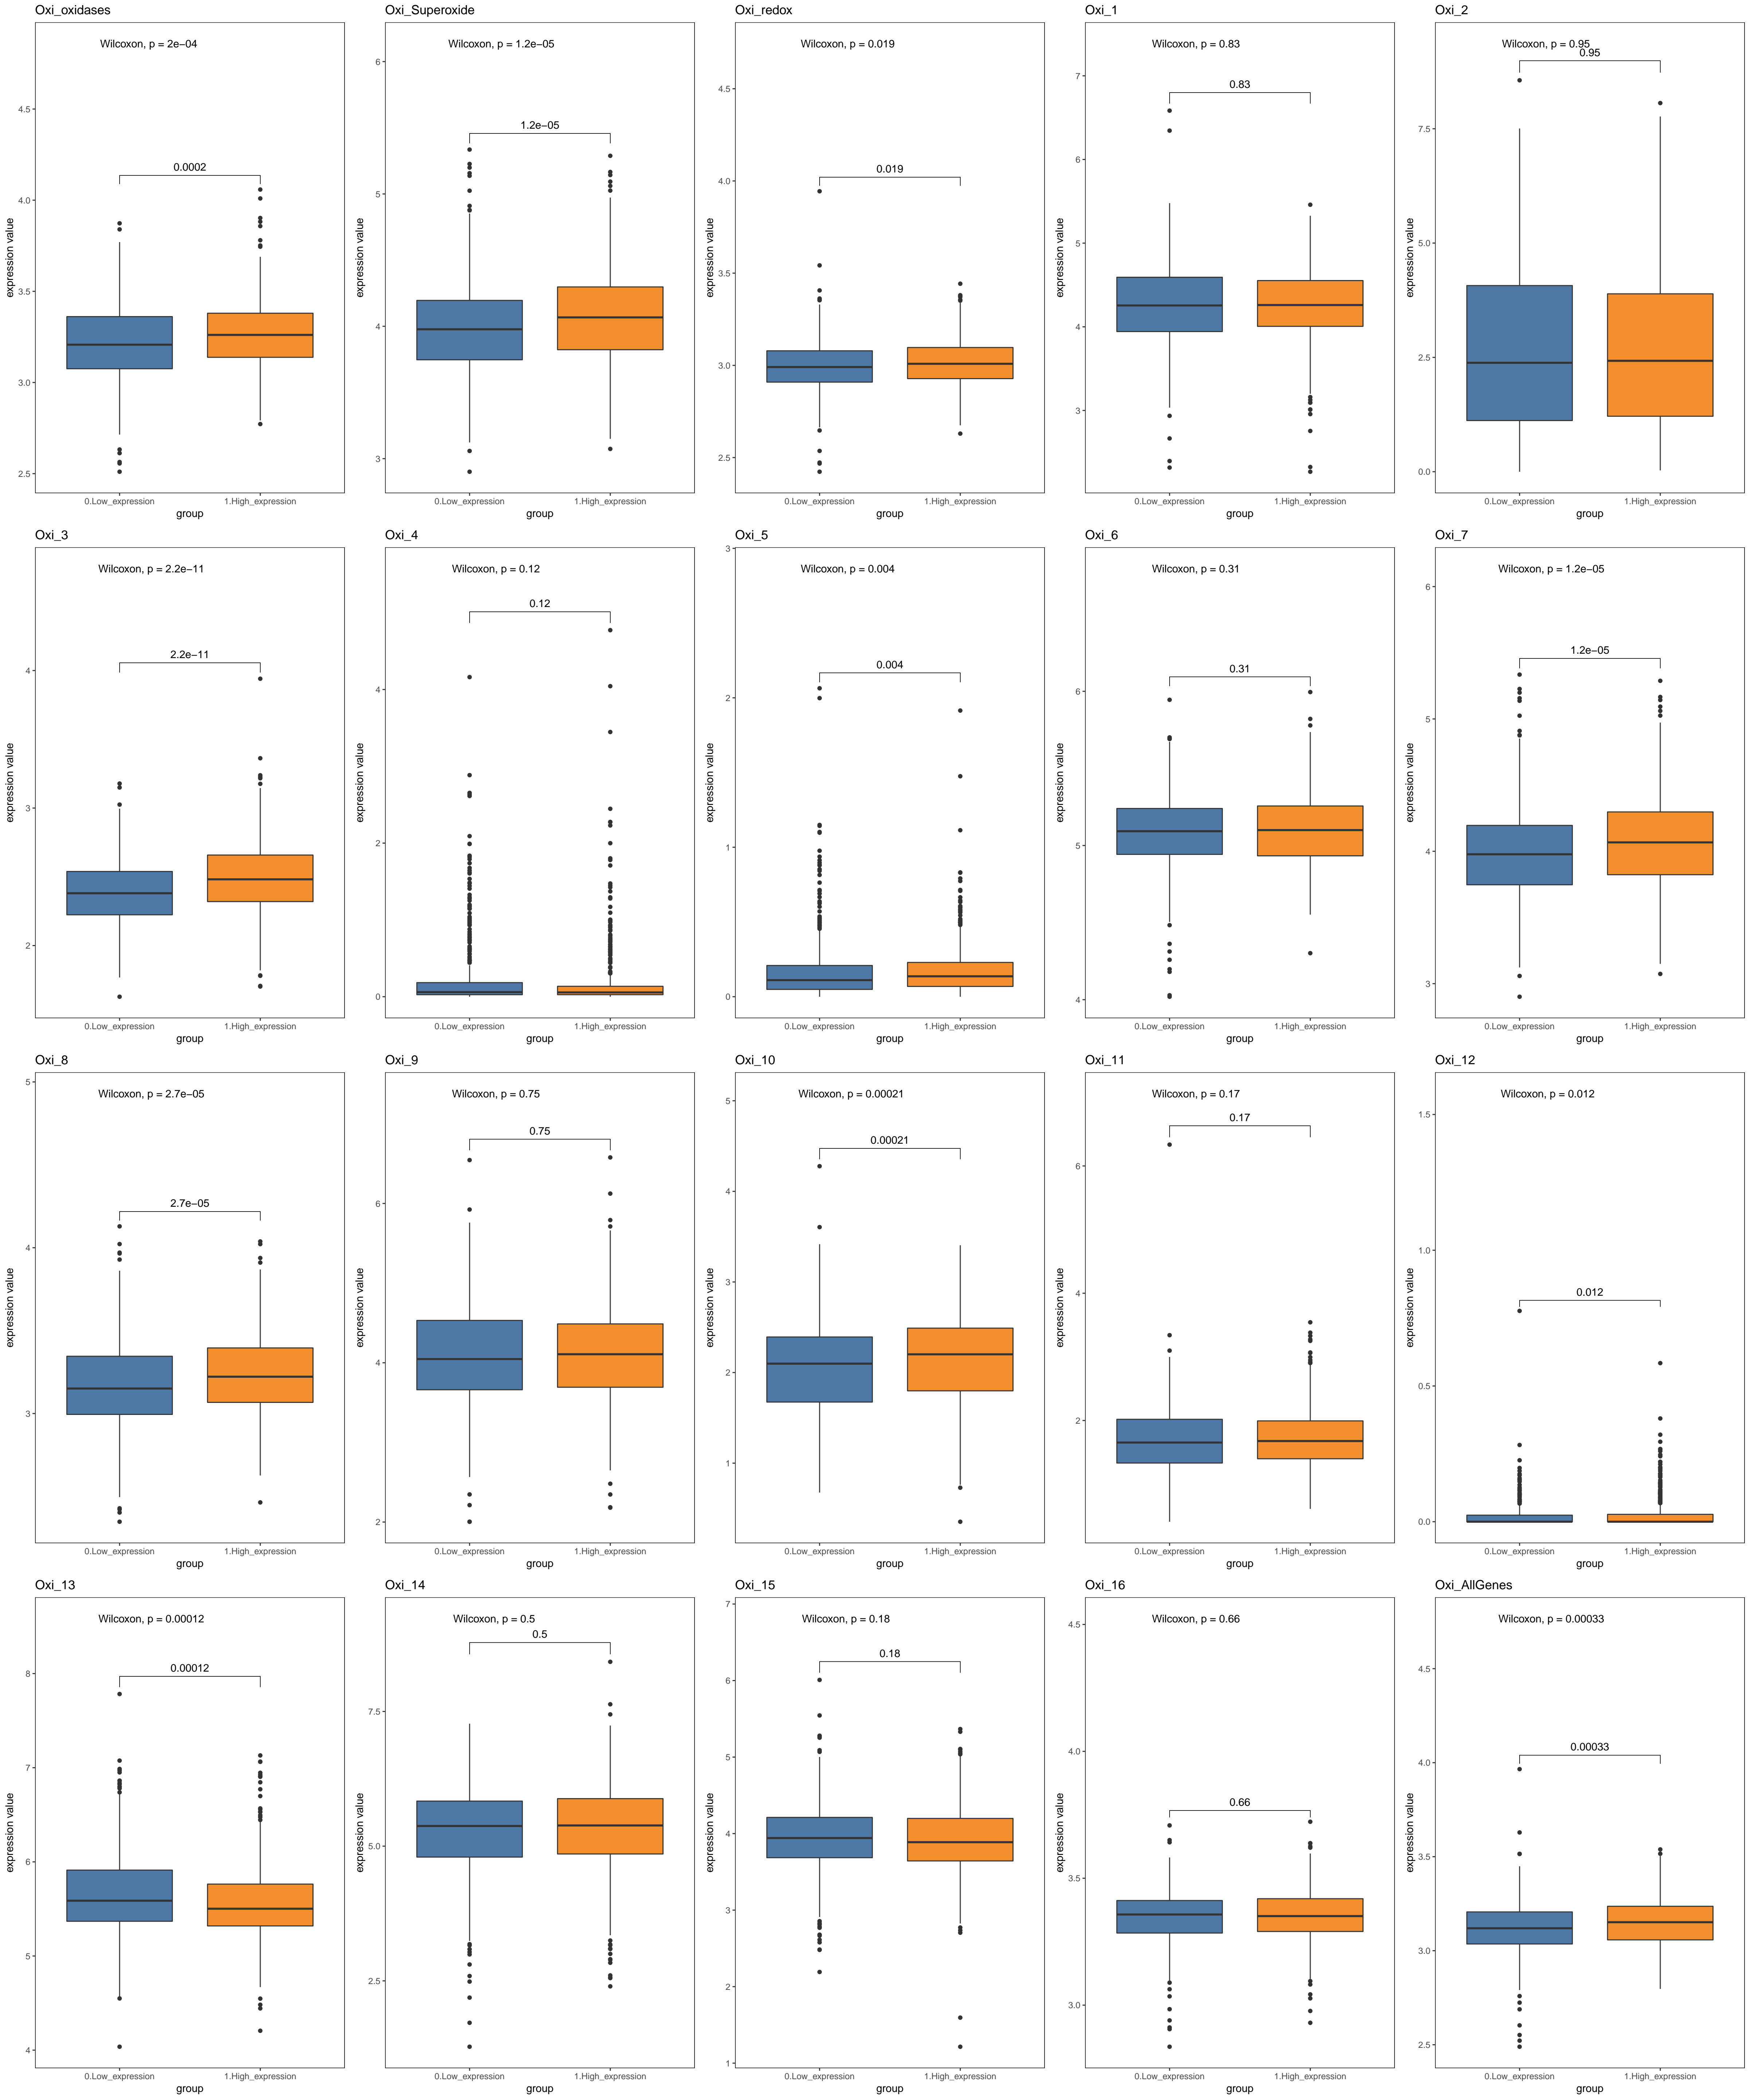 Oxi_oxidases
Wilcoxon, p = 2e−04
0.0002
expression value
4.5
4.0
3.5
3.0
2.5
0.Low_expression 1.High_expression
group
Oxi_Superoxide
Wilcoxon, p = 1.2e−05
1.2e−05
expression value
6
5
4
3
0.Low_expression 1.High_expression
group
Oxi_redox
Wilcoxon, p = 0.019
0.019
expression value
4.5
4.0
3.5
3.0
2.5
0.Low_expression 1.High_expression
group
Oxi_1
Wilcoxon, p = 0.83
0.83
expression value
7
6
5
4
3
0.Low_expression 1.High_expression
group
Oxi_2
Wilcoxon, p = 0.95
0.95
expression value
7.5
5.0
2.5
0.0
0.Low_expression 1.High_expression
group
Oxi_3
Wilcoxon, p = 2.2e−11
2.2e−11
expression value
4
3
2
0.Low_expression 1.High_expression
group
Oxi_4
Wilcoxon, p = 0.12
0.12
expression value
4
2
0
0.Low_expression 1.High_expression
group
Oxi_5
Wilcoxon, p = 0.004
0.004
expression value
3
2
1
0
0.Low_expression 1.High_expression
group
Oxi_6
Wilcoxon, p = 0.31
0.31
expression value
6
5
4
0.Low_expression 1.High_expression
group
Oxi_7
Wilcoxon, p = 1.2e−05
1.2e−05
expression value
6
5
4
3
0.Low_expression 1.High_expression
group
Oxi_8
Wilcoxon, p = 2.7e−05
2.7e−05
expression value
5
4
3
0.Low_expression 1.High_expression
group
Oxi_9
Wilcoxon, p = 0.75
0.75
expression value
6
4
2
0.Low_expression 1.High_expression
group
Oxi_10
Wilcoxon, p = 0.00021
0.00021
expression value
5
4
3
2
1
0.Low_expression 1.High_expression
group
Oxi_11
Wilcoxon, p = 0.17
0.17
expression value
6
4
2
0.Low_expression 1.High_expression
group
Oxi_12
Wilcoxon, p = 0.012
0.012
expression value
1.5
1.0
0.5
0.0
0.Low_expression 1.High_expression
group
Oxi_13
Wilcoxon, p = 0.00012
0.00012
expression value
8
7
6
5
4
0.Low_expression 1.High_expression
group
Oxi_14
Wilcoxon, p = 0.5
0.5
expression value
7.5
5.0
2.5
0.Low_expression 1.High_expression
group
Oxi_15
Wilcoxon, p = 0.18
0.18
expression value
7
6
5
4
3
2
1
0.Low_expression 1.High_expression
group
Oxi_16
Wilcoxon, p = 0.66
0.66
expression value
4.5
4.0
3.5
3.0
0.Low_expression 1.High_expression
group
Oxi_AllGenes
Wilcoxon, p = 0.00033
0.00033
expression value
4.5
4.0
3.5
3.0
2.5
0.Low_expression 1.High_expression
group